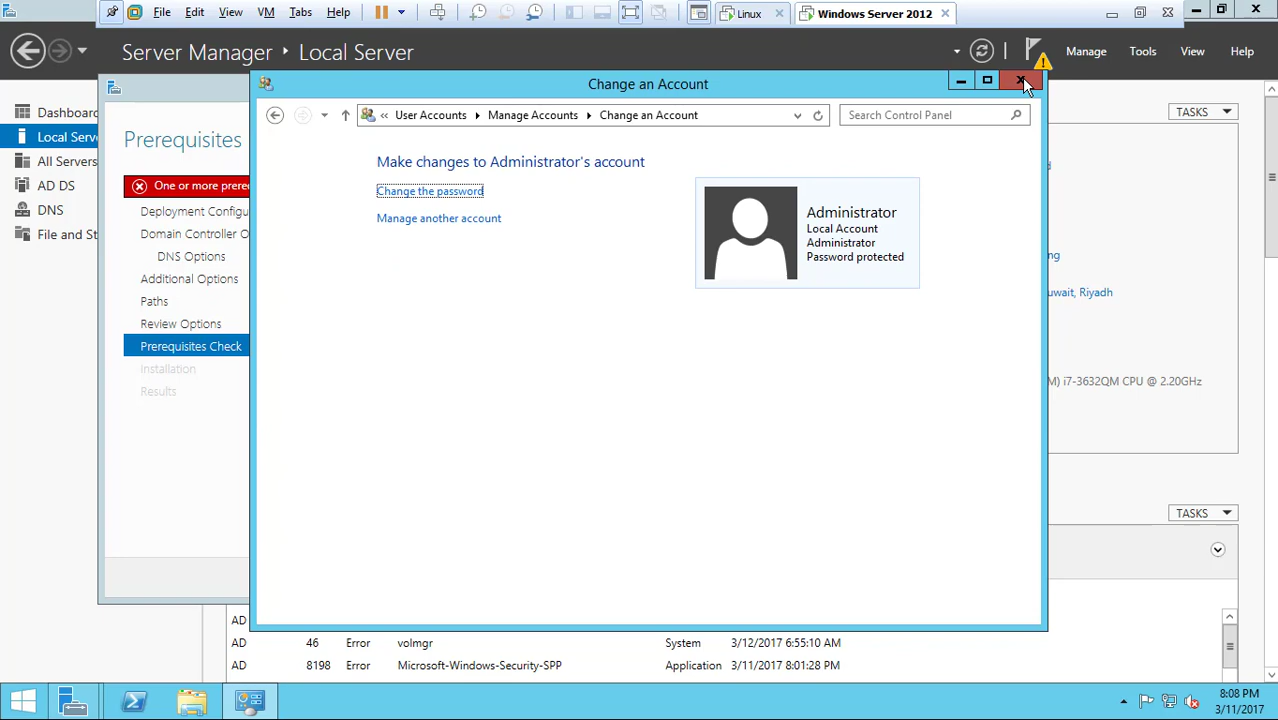 File Edit View VM Tabs Help Linux Windows Server 2012
Server Manager Local Server Manage Tools View Help
Change an Account
User Accounts Manage Accounts Change an Account Search Control Panel
Dashboard
Local Serve
All Servers
AD DS
DNS
File and St
Prerequisites
One or more prere
Deployment Configu
Domain Controller O
DNS Options
Additional Options
Paths
Review Options
Prerequisites Check
Installation
Results
Make changes to Administrator's account
Change the password
Manage another account
Administrator
Local Account
Administrator
Password protected
TASKS
ng
uwait, Riyadh
M) i7-3632QM CPU @ 2.20GHz
TASKS
AD
AD 46 Error volmgr System 3/12/2017 6:55:10 AM
AD 8198 Error Microsoft-Windows-Security-SPP Application 3/11/2017 8:01:28 PM
8:08 PM
3/11/2017